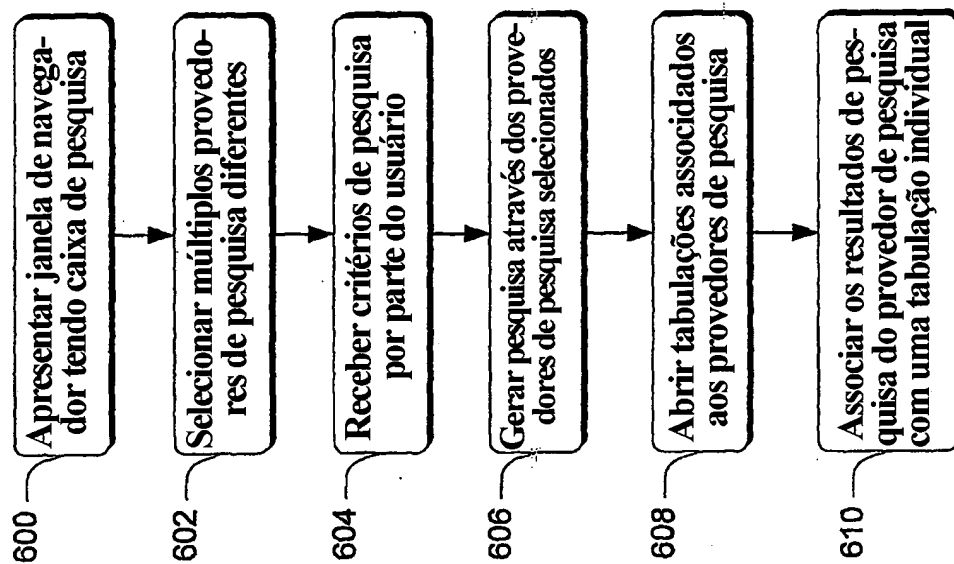 600
Apresentar janela de navega-
dor tendo caixa de pesquisa
602
Selecionar múltiplos provedo-
res de pesquisa diferentes
604
Receber critérios de pesquisa
por parte do usuário
606
Gerar pesquisa através dos prove-
dores de pesquisa selecionados
608
Abrir tabulações associadas
aos provedores de pesquisa
610
Associar os resultados de pes-
quisa do provedor de pesquisa
com uma tabulação individual